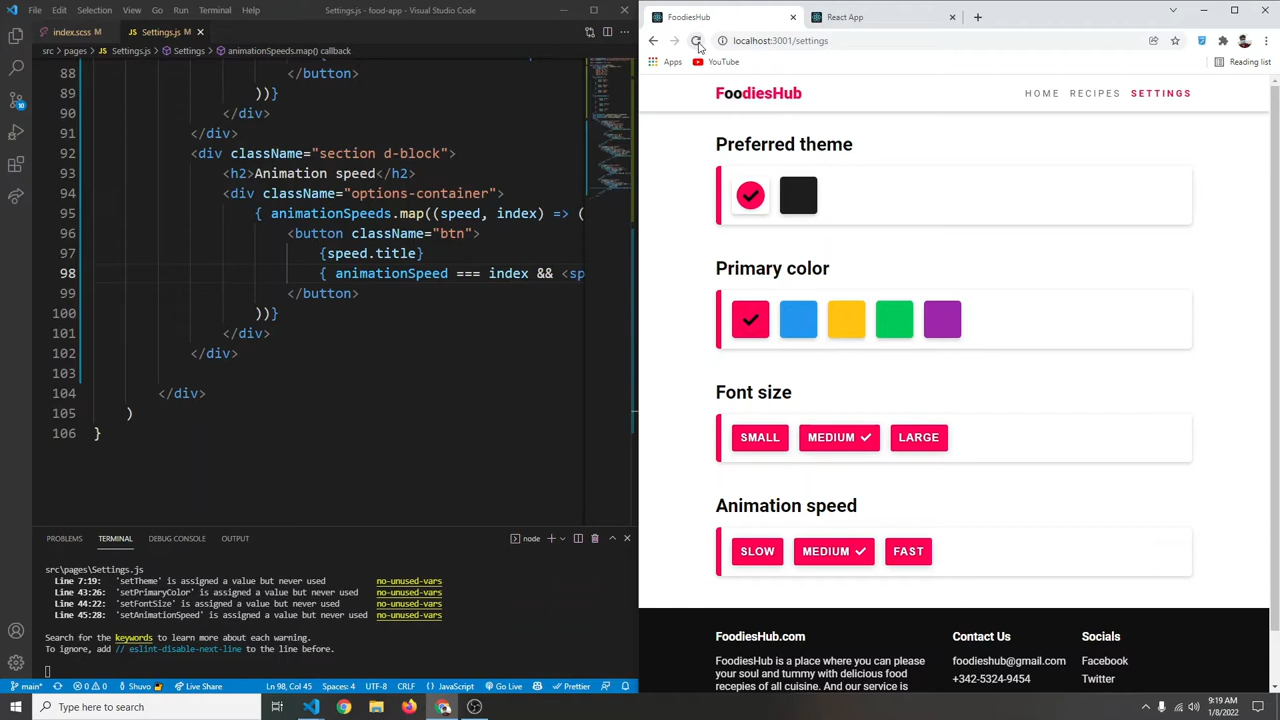 File Edit Selection View Go Run Terminal Help
Settings.js - food-app - Visual Studio Code
index.scss M
Settings.js M
src > pages > Settings.js > Settings > animationSpeeds.map() callback
88 </button>
89 ))}
90 </div>
91 </div>
92 <div className="section d-block">
93 <h2>Animation speed</h2>
94 <div className="options-container">
95 { animationSpeeds.map((speed, index) => (
96 <button className="btn">
97 {speed.title}
98 { animationSpeed === index && <sp
99 </button>
100 ))}
101 </div>
102 </div>
103
104 </div>
105 )
106 }
PROBLEMS TERMINAL DEBUG CONSOLE OUTPUT
node
src\pages\Settings.js
Line 7:19: 'setTheme' is assigned a value but never used no-unused-vars
Line 43:26: 'setPrimaryColor' is assigned a value but never used no-unused-vars
Line 44:22: 'setFontSize' is assigned a value but never used no-unused-vars
Line 45:28: 'setAnimationSpeed' is assigned a value but never used no-unused-vars
Search for the keywords to learn more about each warning.
To ignore, add // eslint-disable-next-line to the line before.
main* 0 0 Shuvo Live Share Ln 98, Col 45 Spaces: 4 UTF-8 CRLF JavaScript Go Live Prettier
FoodiesHub
React App
localhost:3001/settings
Apps YouTube
Reading list
FoodiesHub
HOME RECIPES SETTINGS
Preferred theme
Primary color
Font size
SMALL MEDIUM LARGE
Animation speed
SLOW MEDIUM FAST
FoodiesHub.com
FoodiesHub is a place where you can please
your soul and tummy with delicious food
recepies of all cuisine. And our service is
Contact Us
foodieshub@gmail.com
+342-5324-9454
Socials
Facebook
Twitter
Type here to search
9:19 AM
1/8/2022